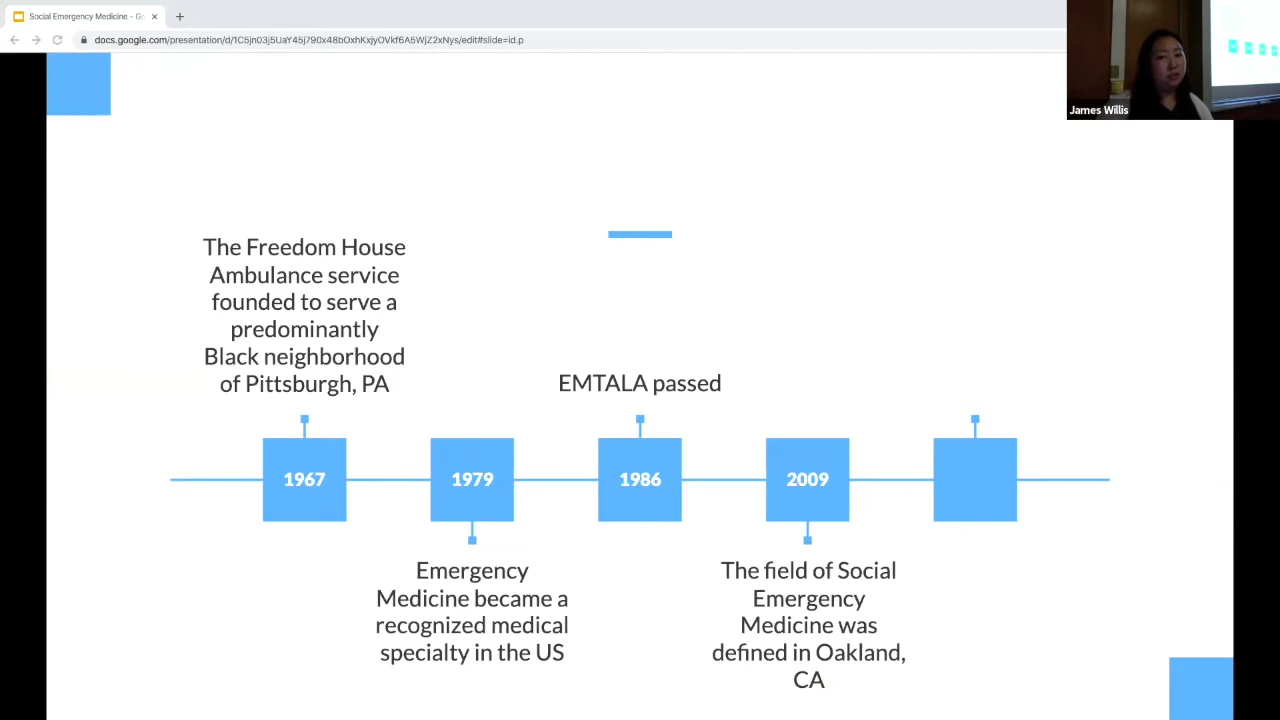 Social Emergency Medicine - Go
docs.google.com/presentation/d/1C5jn03j5UaY45j790x48bOxhKxjyOVkf6A5WjZ2xNys/edit#slide=id.p
James Willis
The Freedom House
Ambulance service
founded to serve a
predominantly
Black neighborhood
of Pittsburgh, PA
EMTALA passed
1967
1979
1986
2009
Emergency
Medicine became a
recognized medical
specialty in the US
The field of Social
Emergency
Medicine was
defined in Oakland,
CA